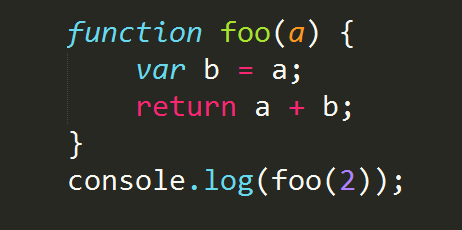 function foo(a) {
    var b = a;
    return a + b;
}
console.log(foo(2));